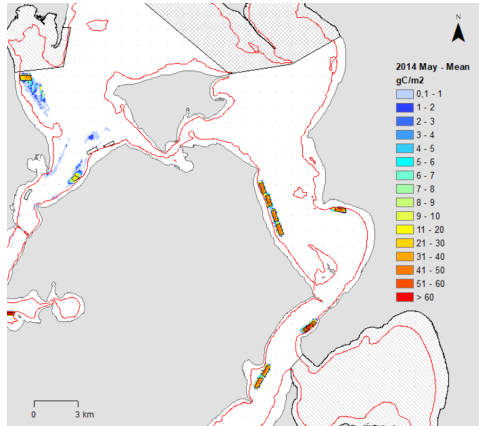 N
2014 May - Mean
gC/m2
0,1 - 1
1 - 2
2 - 3
3 - 4
4 - 5
5 - 6
6 - 7
7 - 8
8 - 9
9 - 10
11 - 20
21 - 30
31 - 40
41 - 50
51 - 60
> 60
0 3 km